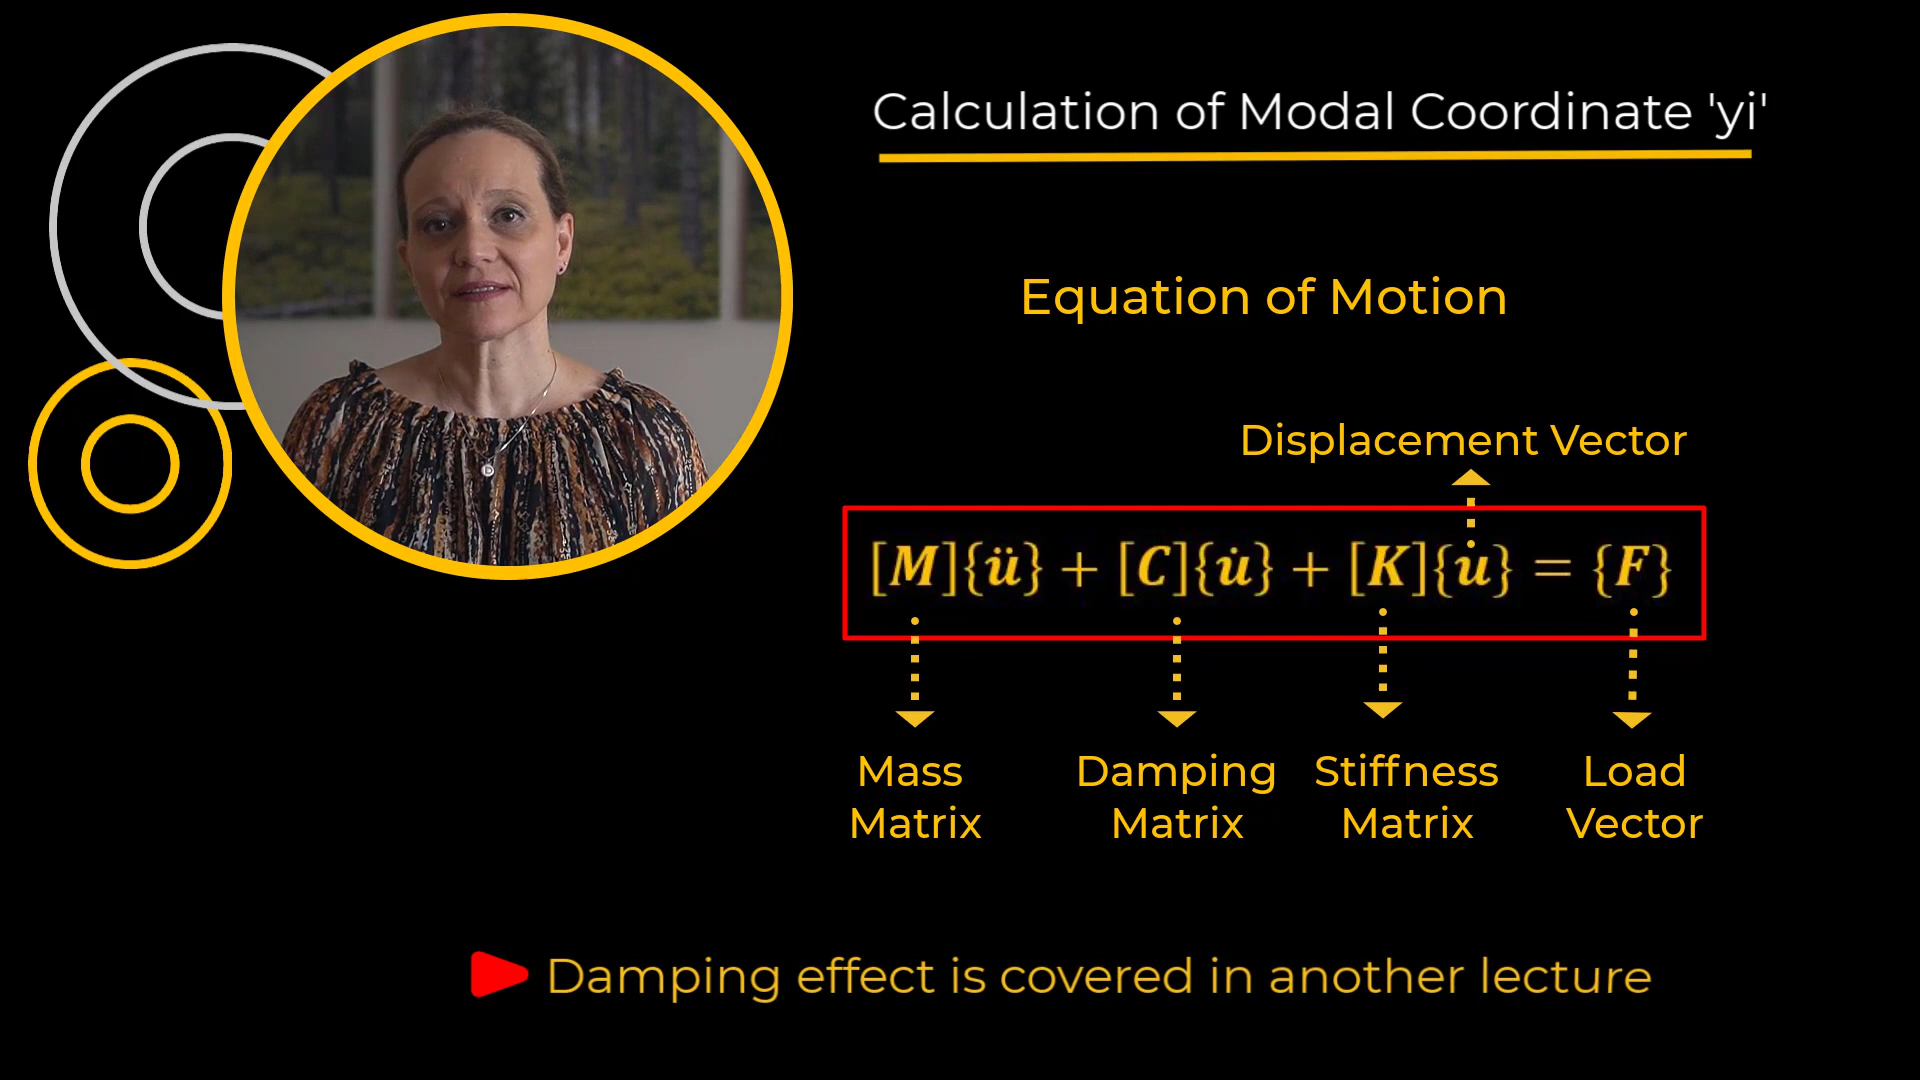 Calculation of Modal Coordinate 'yi'
Equation of Motion
Displacement Vector
[M]{ü} + [C]{u̇} + [K]{u} = {F}
Mass Matrix
Damping Matrix
Stiffness Matrix
Load Vector
Damping effect is covered in another lecture